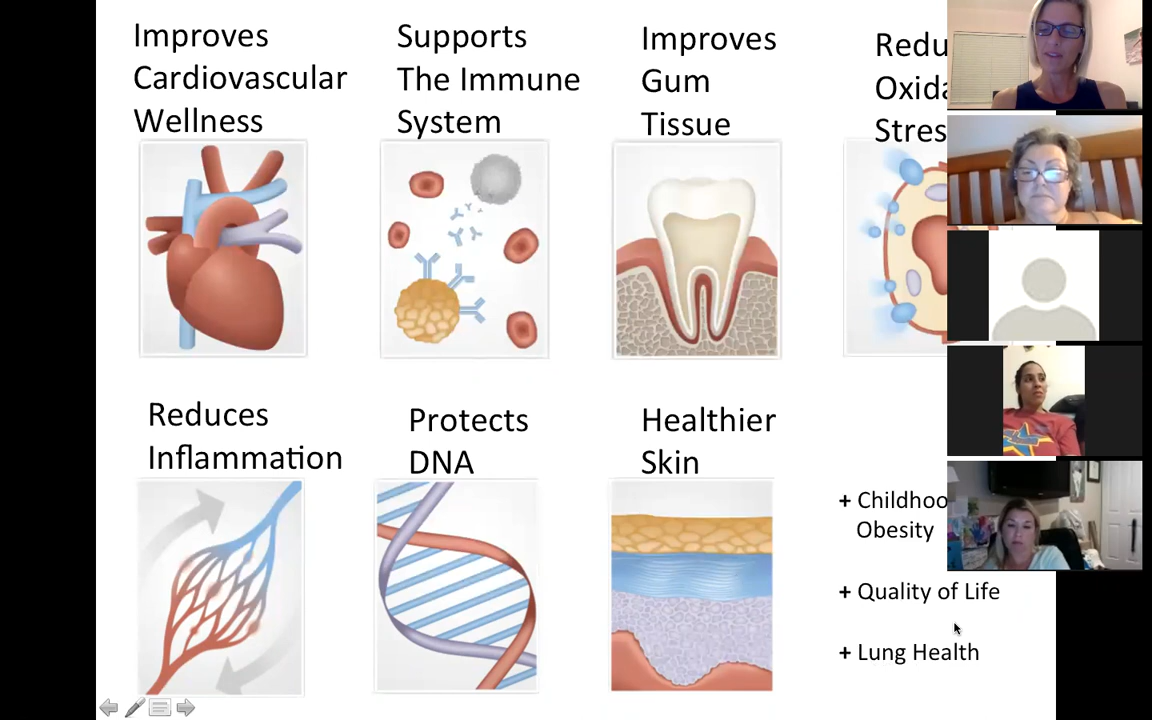 Improves
Cardiovascular
Wellness
Supports
The Immune
System
Improves
Gum
Tissue
Reduces
Inflammation
Protects
DNA
Healthier
Skin
Obesity
+ Quality of Life
+ Lung Health